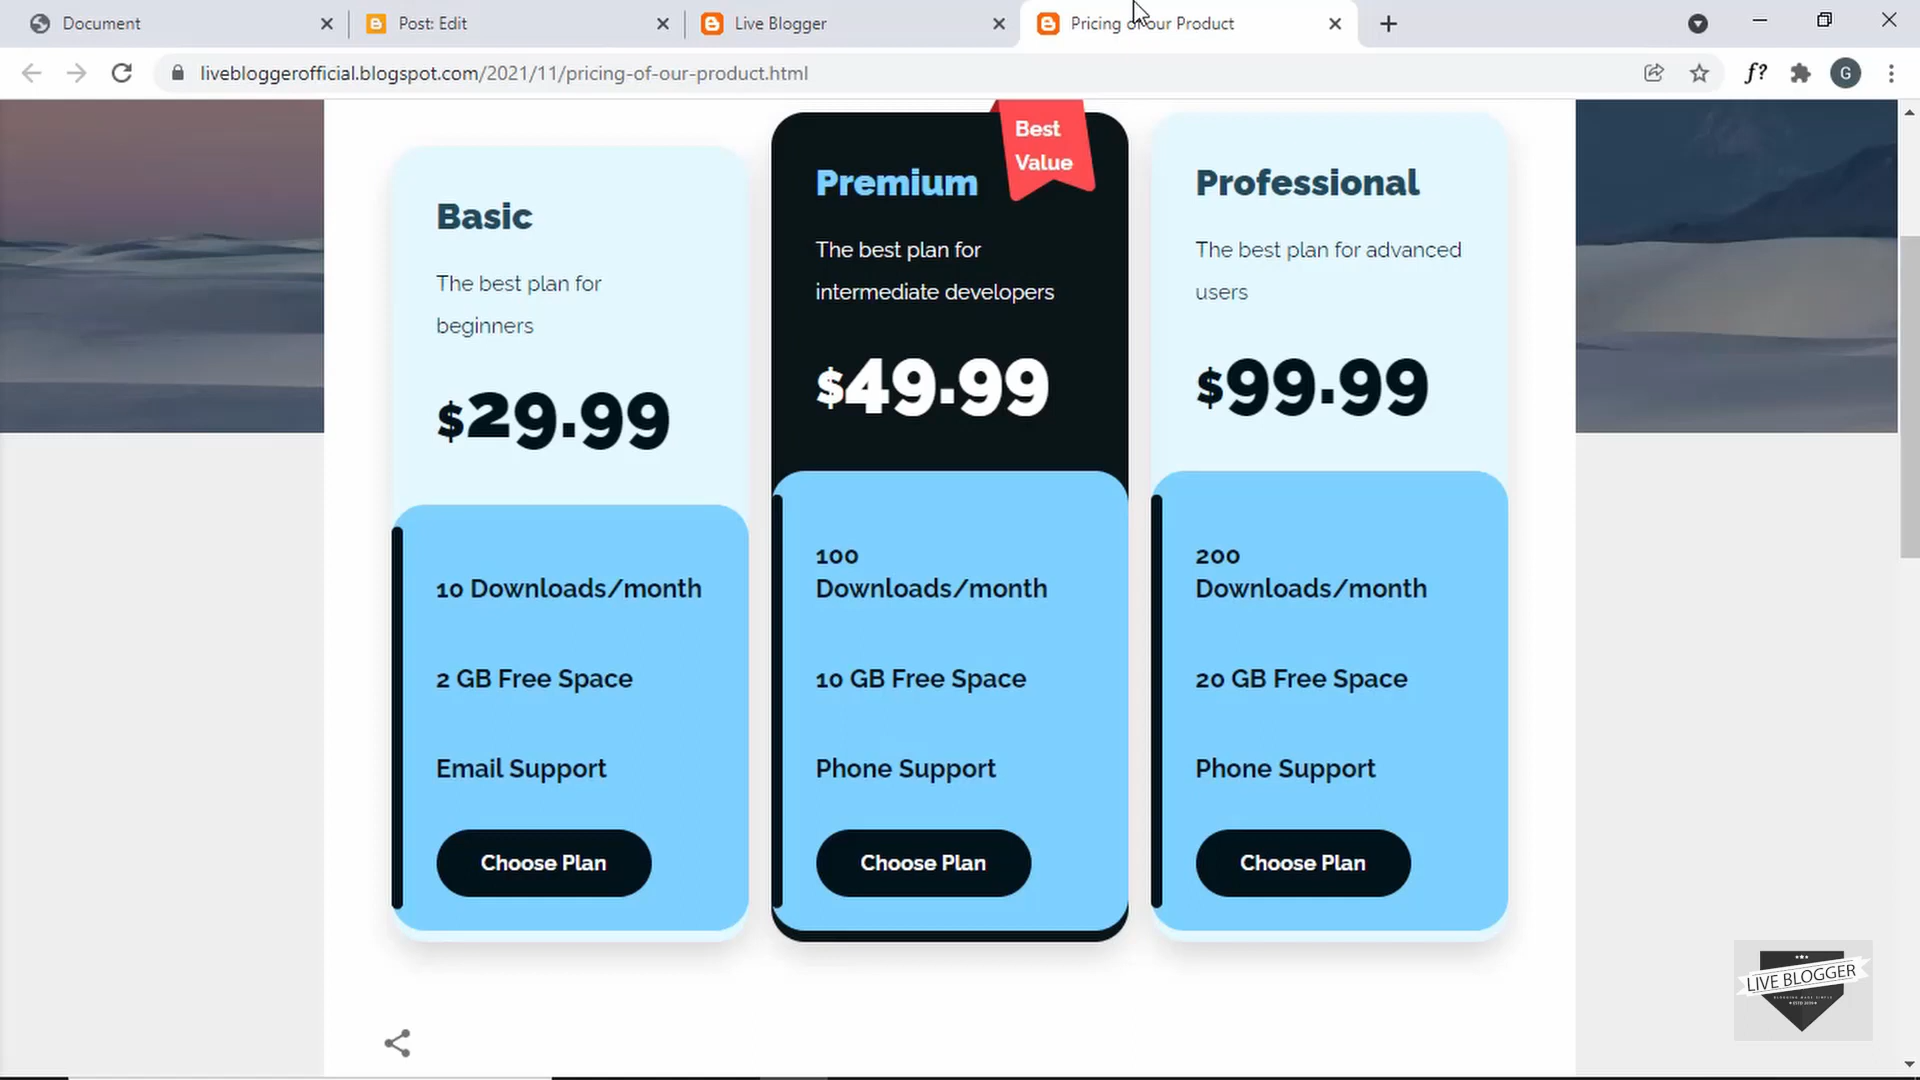 Document
Post: Edit
Live Blogger
Pricing of our Product
livebloggerofficial.blogspot.com/2021/11/pricing-of-our-product.html
f?
G
Basic
The best plan for
beginners
$29.99
10 Downloads/month
2 GB Free Space
Email Support
Choose Plan
Best
Value
Premium
The best plan for
intermediate developers
$49.99
100
Downloads/month
10 GB Free Space
Phone Support
Choose Plan
Professional
The best plan for advanced
users
$99.99
200
Downloads/month
20 GB Free Space
Phone Support
Choose Plan
LIVE BLOGGER